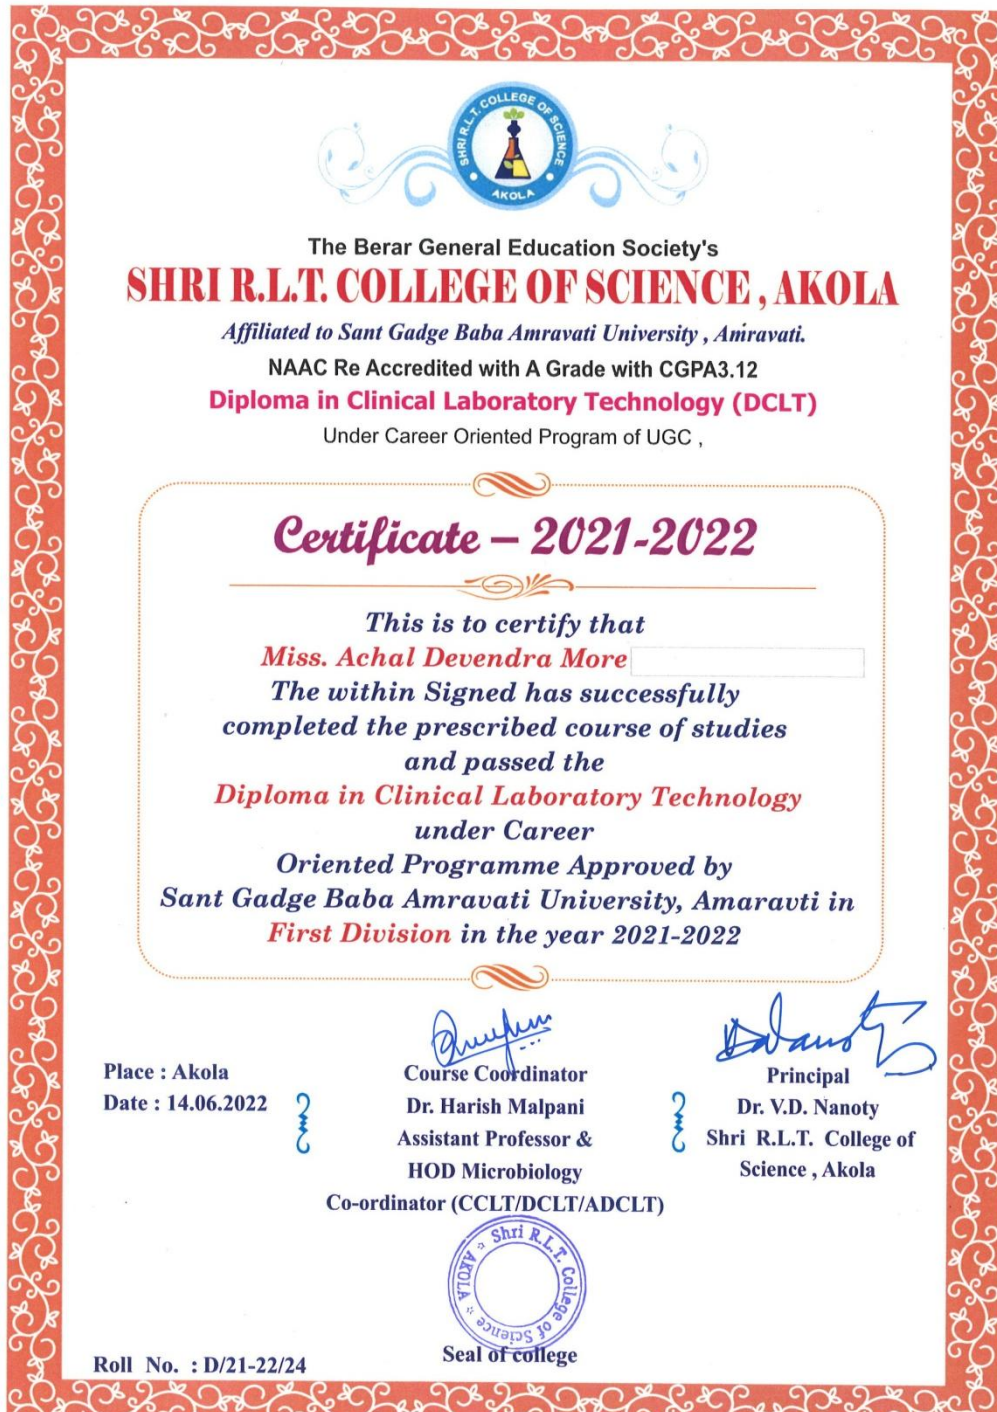 SHRI R.L.T. COLLEGE OF SCIENCE
AKOLA
The Berar General Education Society's
SHRI R.L.T. COLLEGE OF SCIENCE , AKOLA
Affiliated to Sant Gadge Baba Amravati University , Amravati.
NAAC Re Accredited with A Grade with CGPA3.12
Diploma in Clinical Laboratory Technology (DCLT)
Under Career Oriented Program of UGC ,
Certificate – 2021-2022
This is to certify that
Miss. Achal Devendra More
The within Signed has successfully
completed the prescribed course of studies
and passed the
Diploma in Clinical Laboratory Technology
under Career
Oriented Programme Approved by
Sant Gadge Baba Amravati University, Amaravti in
First Division in the year 2021-2022
Place : Akola
Date : 14.06.2022
Course Coordinator
Dr. Harish Malpani
Assistant Professor &
HOD Microbiology
Co-ordinator (CCLT/DCLT/ADCLT)
Principal
Dr. V.D. Nanoty
Shri R.L.T. College of
Science , Akola
Shri R.L.T. College of Science
AKOLA
Seal of college
Roll No. : D/21-22/24